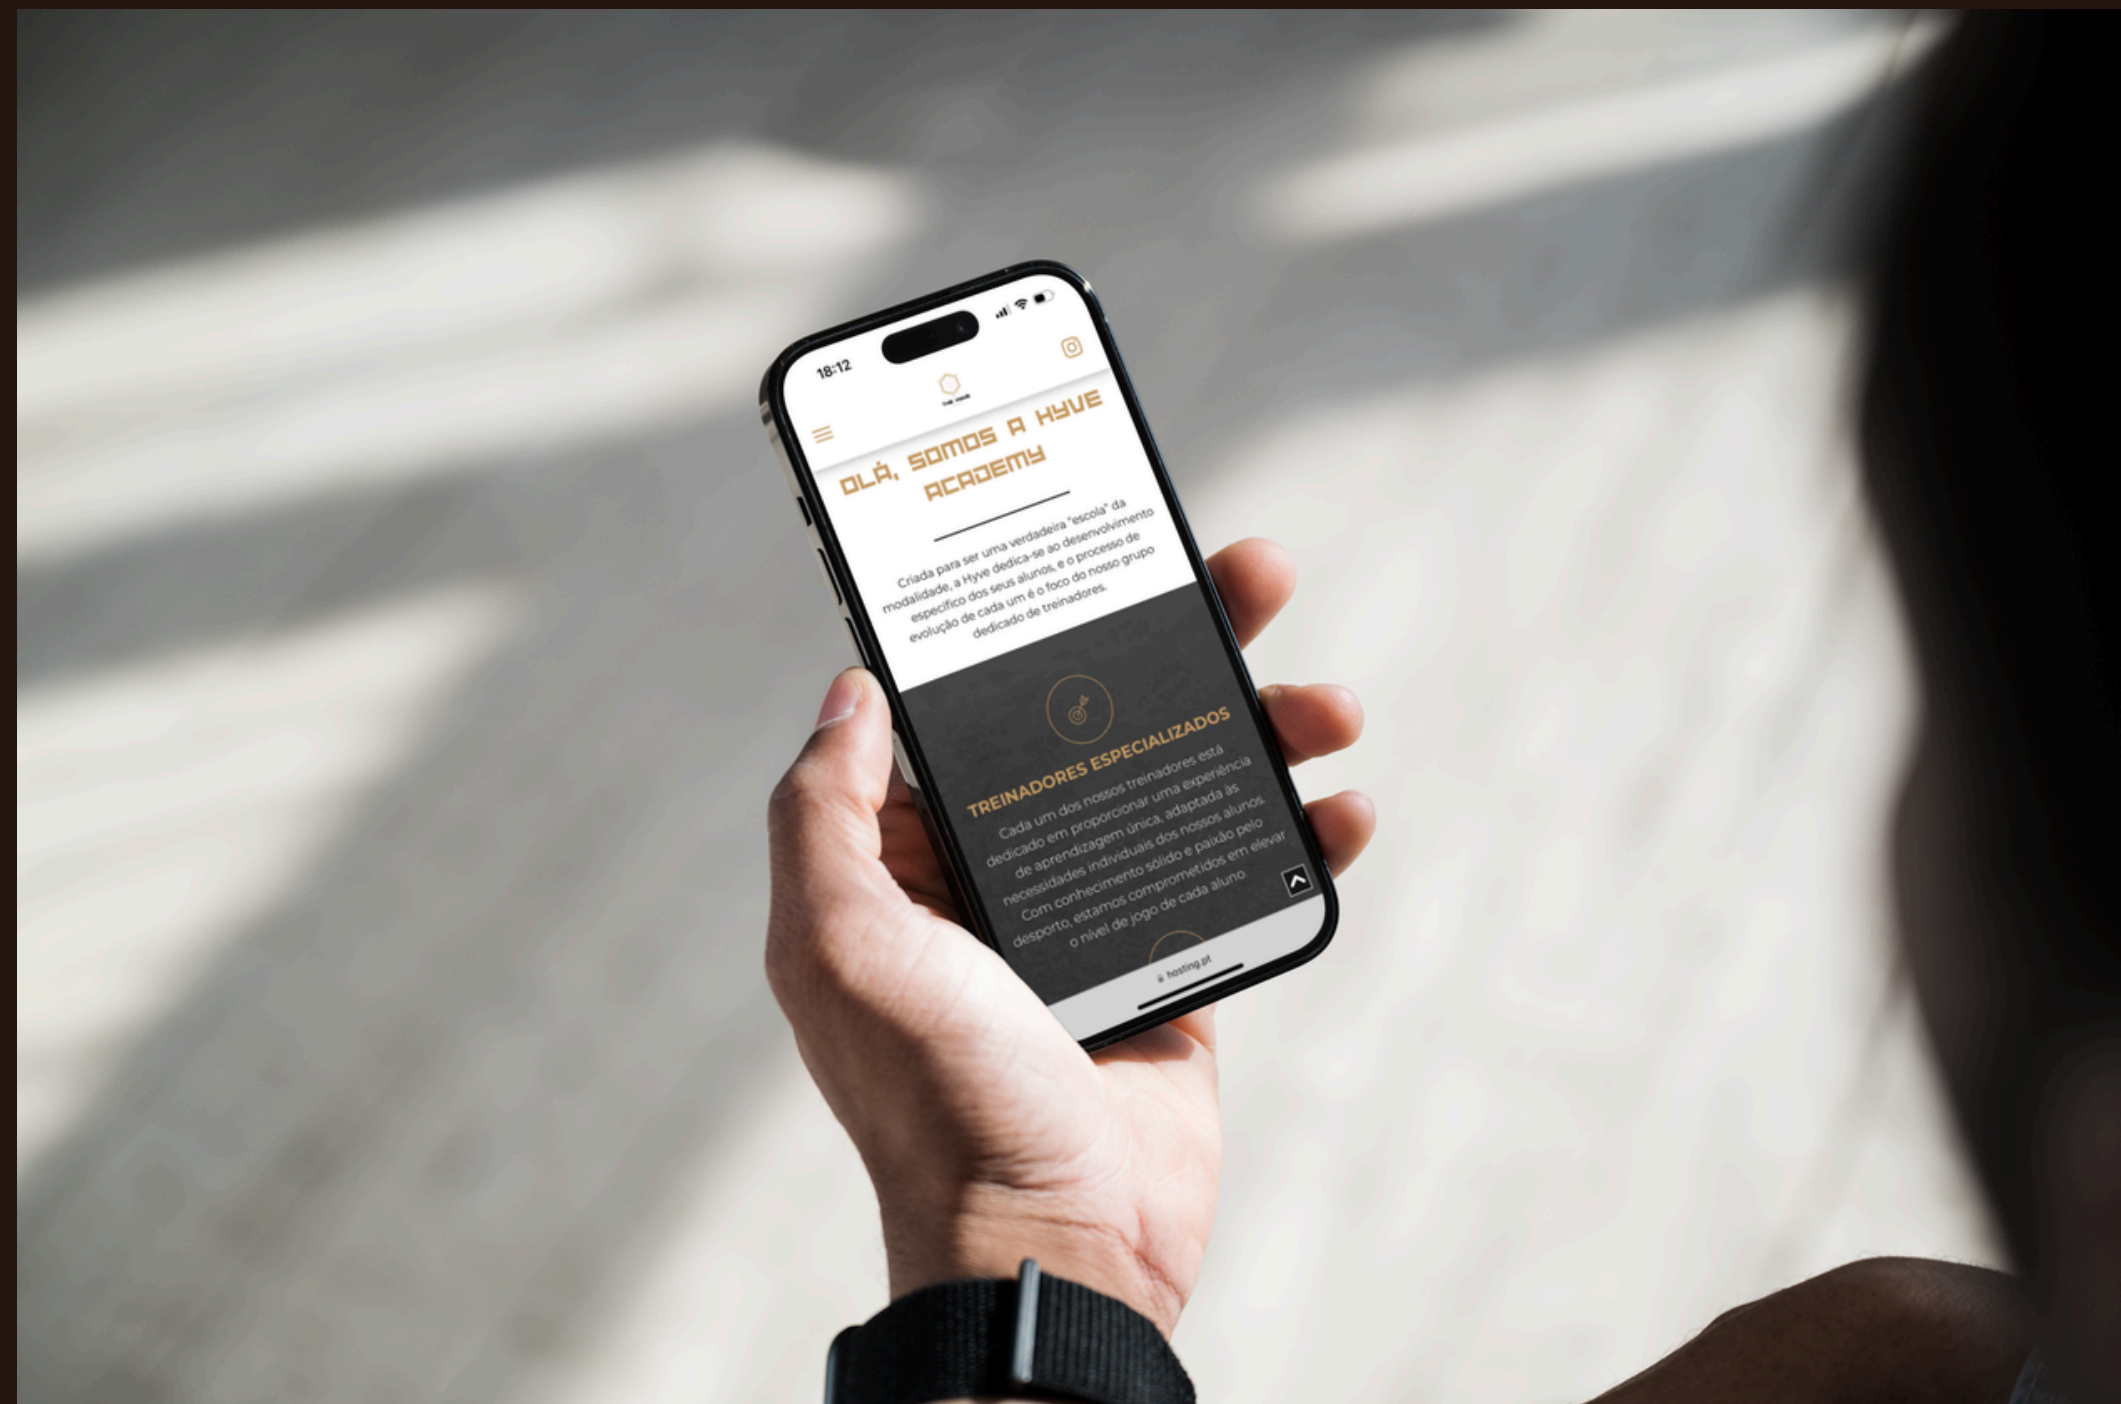 18:12
THE HYVE
OLÁ, SOMOS A HYVE
ACADEMY
Criada para ser uma verdadeira "escola" da
modalidade, a Hyve dedica-se ao desenvolvimento
específico dos seus alunos, e o processo de
evolução de cada um é o foco do nosso grupo
dedicado de treinadores.
TREINADORES ESPECIALIZADOS
Cada um dos nossos treinadores está
dedicado em proporcionar uma experiência
de aprendizagem única, adaptada às
necessidades individuais dos nossos alunos.
Com conhecimento sólido e paixão pelo
desporto, estamos comprometidos em elevar
o nível de jogo de cada aluno.
hosting.pt